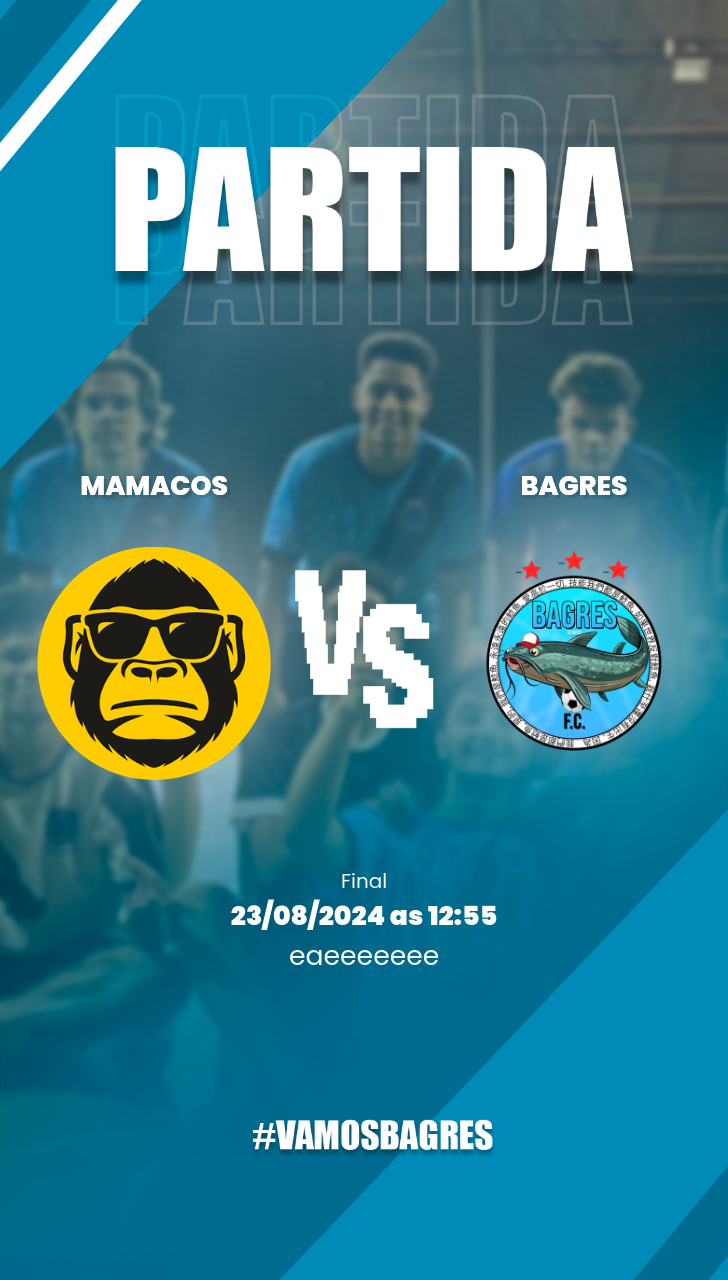 PARTIDA
MAMACOS
BAGRES
VS
BAGRES
F.C.
Final
23/08/2024 as 12:55
eaeeeeeee
#VAMOSBAGRES